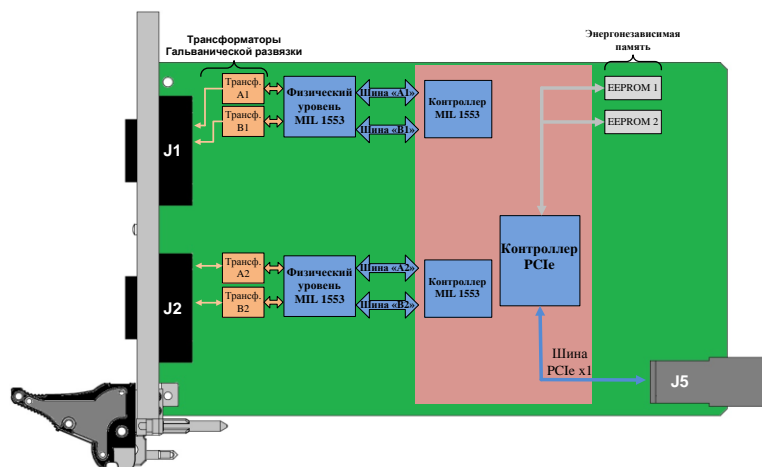 Трансформаторы
Гальванической развязки
Энергонезависимая
память
Трансф.
A1
Трансф.
B1
Физический
уровень
MIL 1553
Шина «A1»
Шина «B1»
Контроллер
MIL 1553
EEPROM 1
EEPROM 2
J1
Контроллер
PCIe
Трансф.
A2
Трансф.
B2
Физический
уровень
MIL 1553
Шина «A2»
Шина «B2»
Контроллер
MIL 1553
J2
Шина
PCIe x1
J5